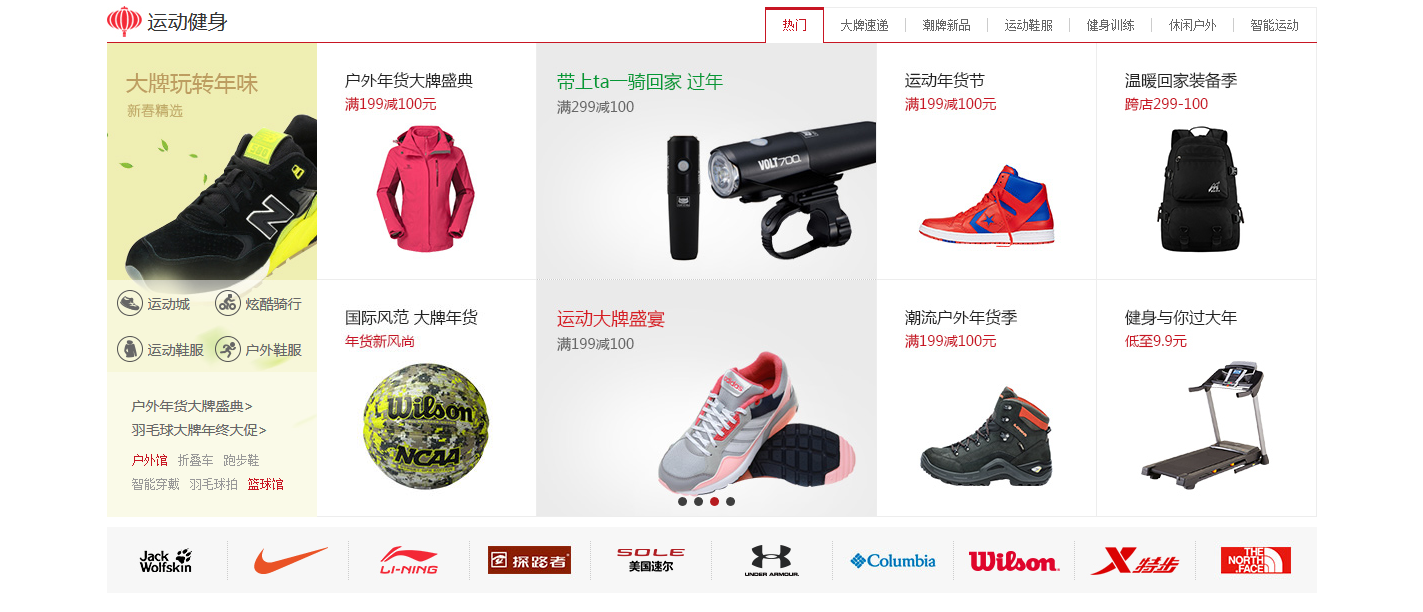 运动健身
热门 大牌速递 潮牌新品 运动鞋服 健身训练 休闲户外 智能运动
大牌玩转年味
新春精选
运动城 炫酷骑行
运动鞋服 户外鞋服
户外年货大牌盛典>
羽毛球大牌年终大促>
户外馆 折叠车 跑步鞋
智能穿戴 羽毛球拍 篮球馆
户外年货大牌盛典
满199减100元
带上ta一骑回家 过年
满299减100
VOLT700
运动年货节
满199减100元
温暖回家装备季
跨店299-100
国际风范 大牌年货
年货新风尚
Wilson
NCAA
运动大牌盛宴
满199减100
潮流户外年货季
满199减100元
健身与你过大年
低至9.9元
Jack
Wolfskin
LI-NING
探路者
SOLE
美国速尔
UNDER ARMOUR.
Columbia
Wilson.
X特步
THE
NORTH
FACE